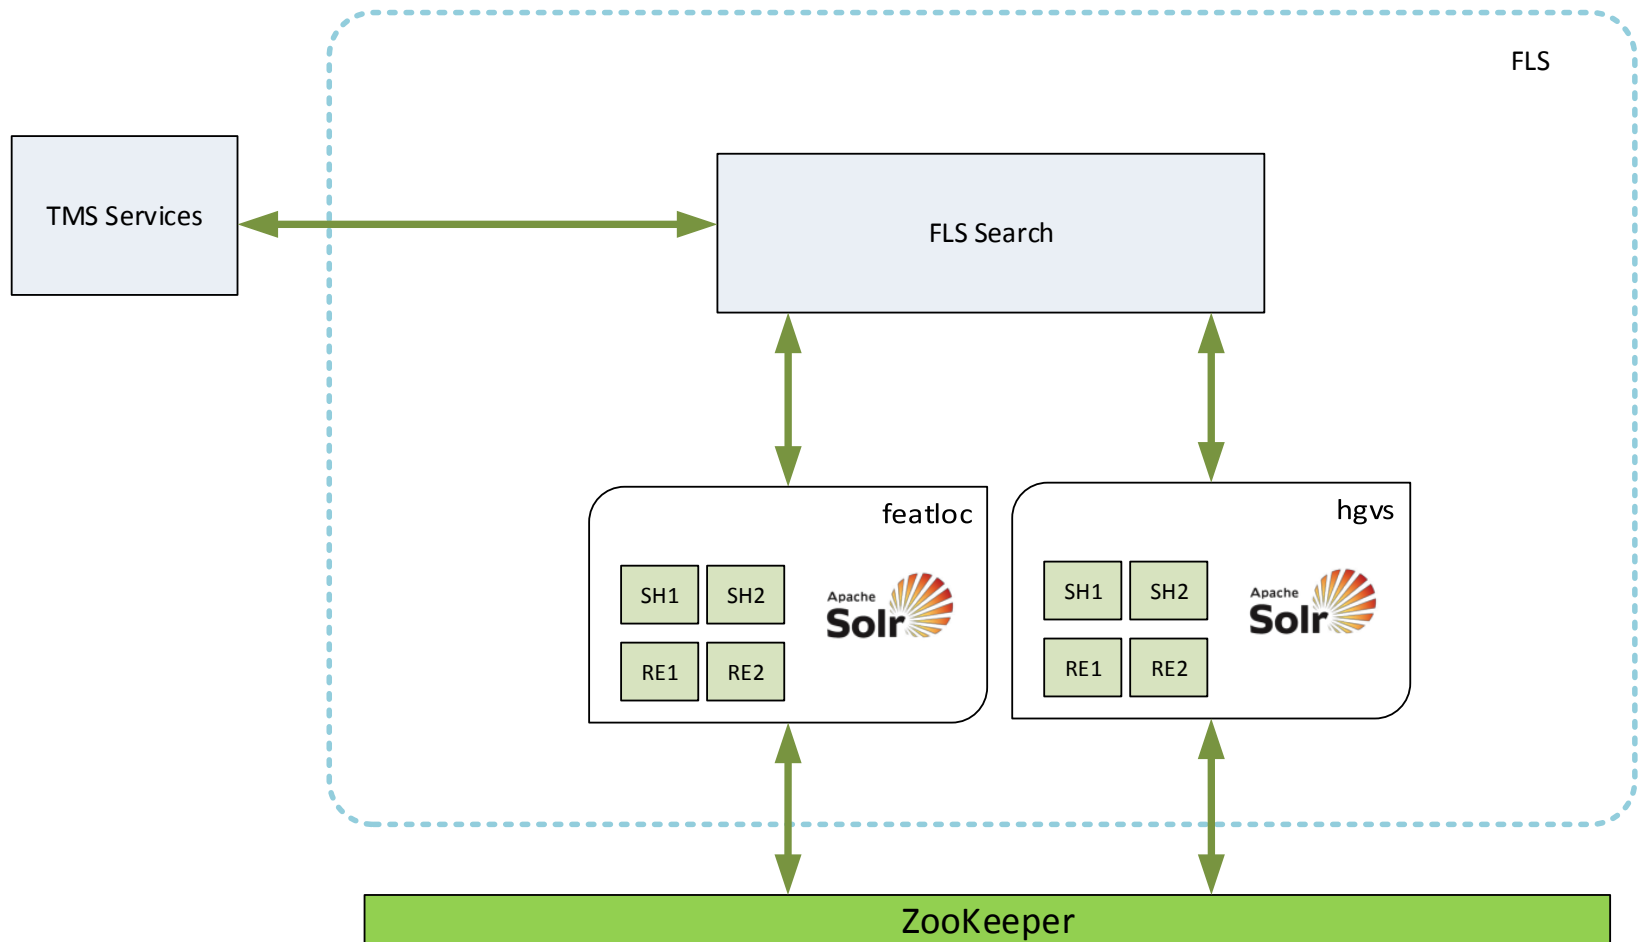 FLS
TMS Services
FLS Search
featloc
SH1 SH2
RE1 RE2
Apache
Solr
hgvs
SH1 SH2
RE1 RE2
Apache
Solr
ZooKeeper